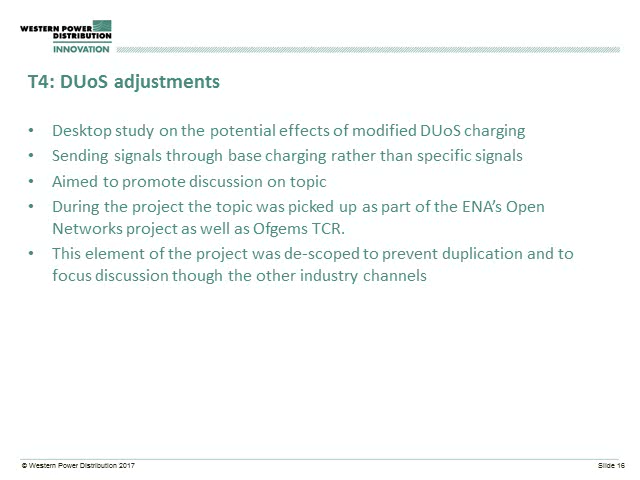 WESTERN POWER
DISTRIBUTION
INNOVATION
T4: DUoS adjustments
• Desktop study on the potential effects of modified DUoS charging
• Sending signals through base charging rather than specific signals
• Aimed to promote discussion on topic
• During the project the topic was picked up as part of the ENA's Open
Networks project as well as Ofgems TCR.
• This element of the project was de-scoped to prevent duplication and to
focus discussion though the other industry channels
© Western Power Distribution 2017
Slide 16